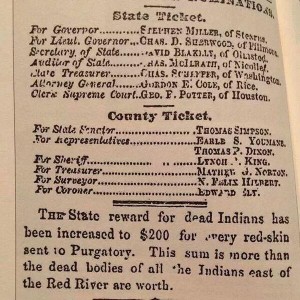 NOMINATIONS.
State Ticket.
For Governor STEPHEN MILLER, of Stearns.
For Lieut. Governor CHAS. D. SHERWOOD, of Fillmore.
Secretary of State DAVID BLAKELY, of Olmsted.
Auditor of State CHAS. McILRATH, of Nicollet.
State Treasurer CHAS. SCHEFFER, of Washington.
Attorney General GORDON E. COLE, of Rice.
Clerk Supreme Court. GEO. F. POTTER, of Houston.
County Ticket.
For State Senator THOMAS SIMPSON.
For Representatives EARLE S. YOUMANS.
THOMAS P. DIXON.
For Sheriff KING.
For Treasurer MATHEW NORTON.
For Surveyor N. FELIX HILBERT.
For Coroner EDWARD ELY.
The State reward for dead Indians has
been increased to $200 for every red-skin
sent to Purgatory. This sum is more than
the dead bodies of all the Indians east of
the Red River are worth.